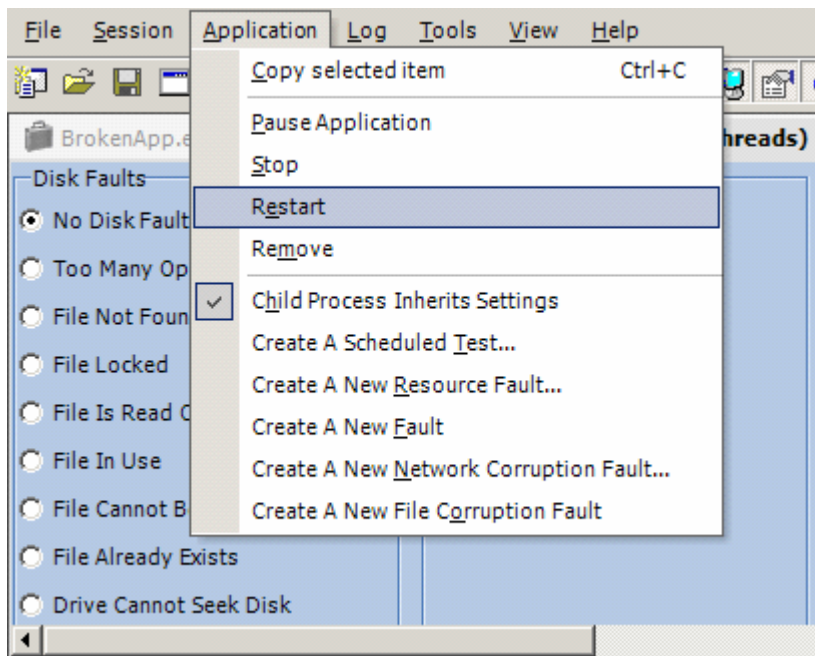 File Session Application Log Tools View Help
Copy selected item Ctrl+C
Pause Application
Stop
Restart
Remove
Child Process Inherits Settings
Create A Scheduled Test...
Create A New Resource Fault...
Create A New Fault
Create A New Network Corruption Fault...
Create A New File Corruption Fault
BrokenApp.e
hreads)
Disk Faults
No Disk Fault
Too Many Op
File Not Foun
File Locked
File Is Read
File In Use
File Cannot B
File Already Exists
Drive Cannot Seek Disk